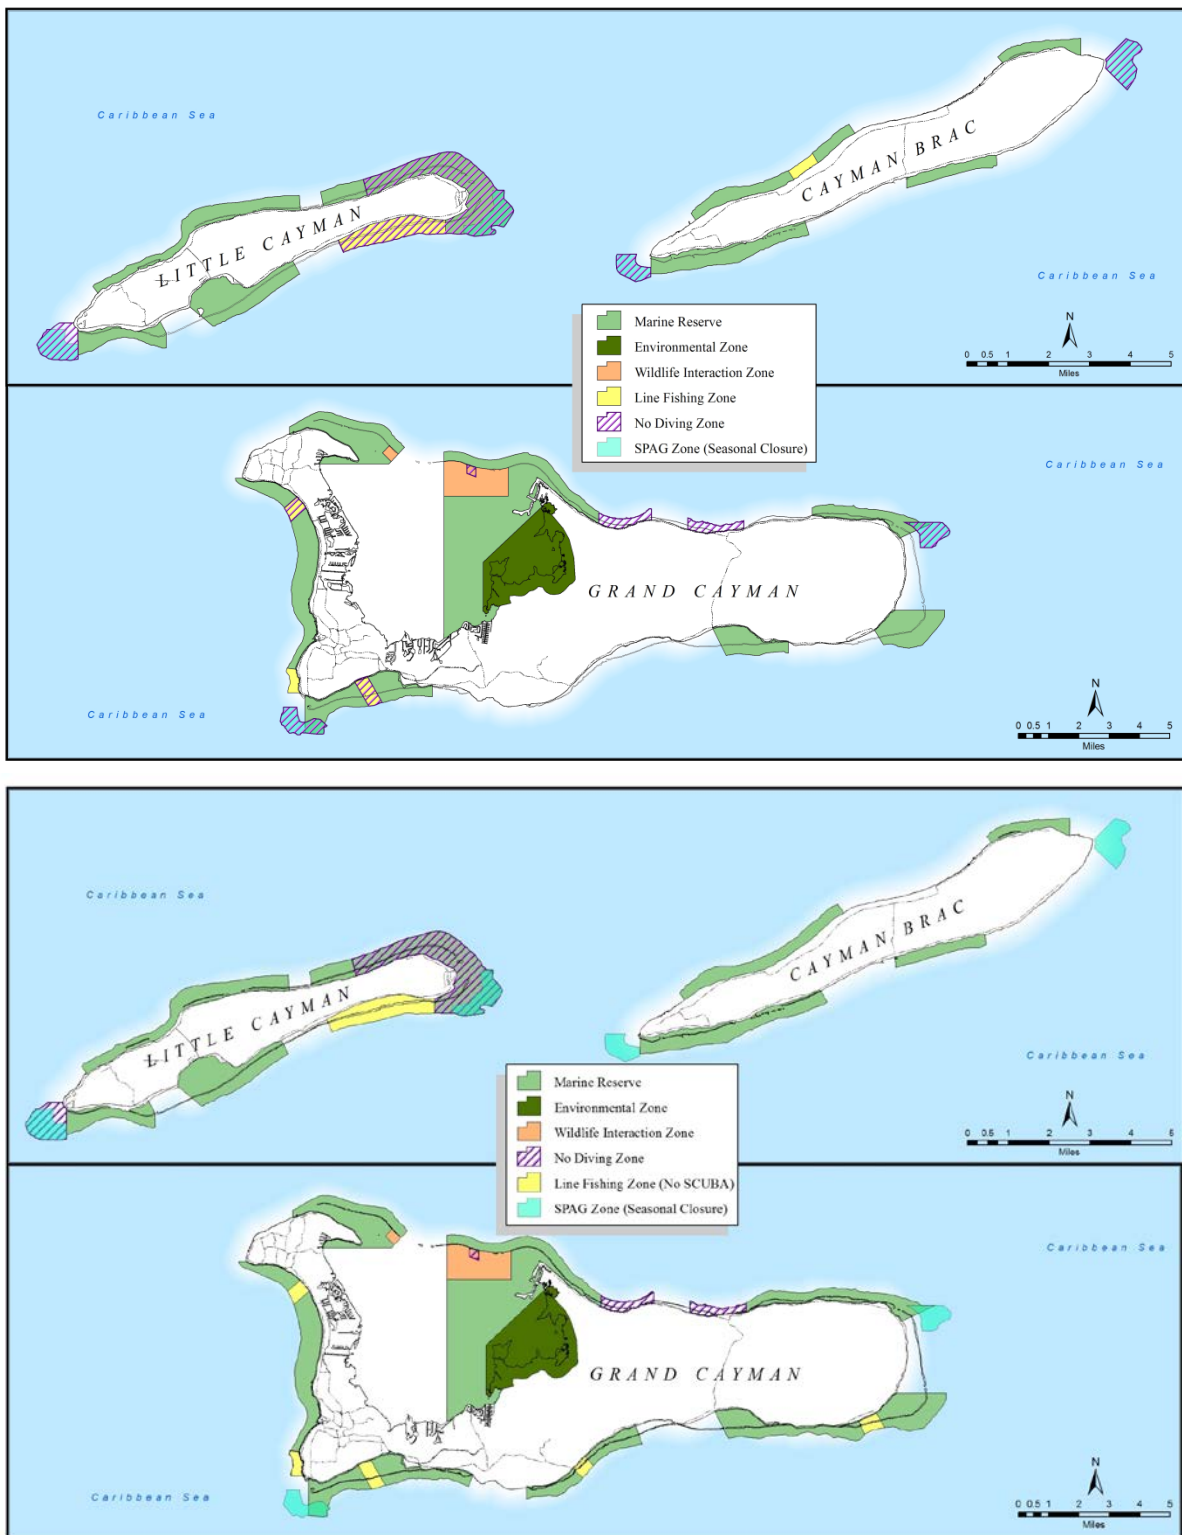 Caribbean Sea
CAYMAN BRAC
LITTLE CAYMAN
Caribbean Sea
Marine Reserve
Environmental Zone
Wildlife Interaction Zone
Line Fishing Zone
No Diving Zone
SPAG Zone (Seasonal Closure)
N
0 0.5 1 2 3 4 5
Miles
Caribbean Sea
GRAND CAYMAN
Caribbean Sea
N
0 0.5 1 2 3 4 5
Miles
Caribbean Sea
CAYMAN BRAC
LITTLE CAYMAN
Caribbean Sea
Marine Reserve
Environmental Zone
Wildlife Interaction Zone
No Diving Zone
Line Fishing Zone (No SCUBA)
SPAG Zone (Seasonal Closure)
N
0 0.5 1 2 3 4 5
Miles
Caribbean Sea
GRAND CAYMAN
Caribbean Sea
N
0 0.5 1 2 3 4 5
Miles